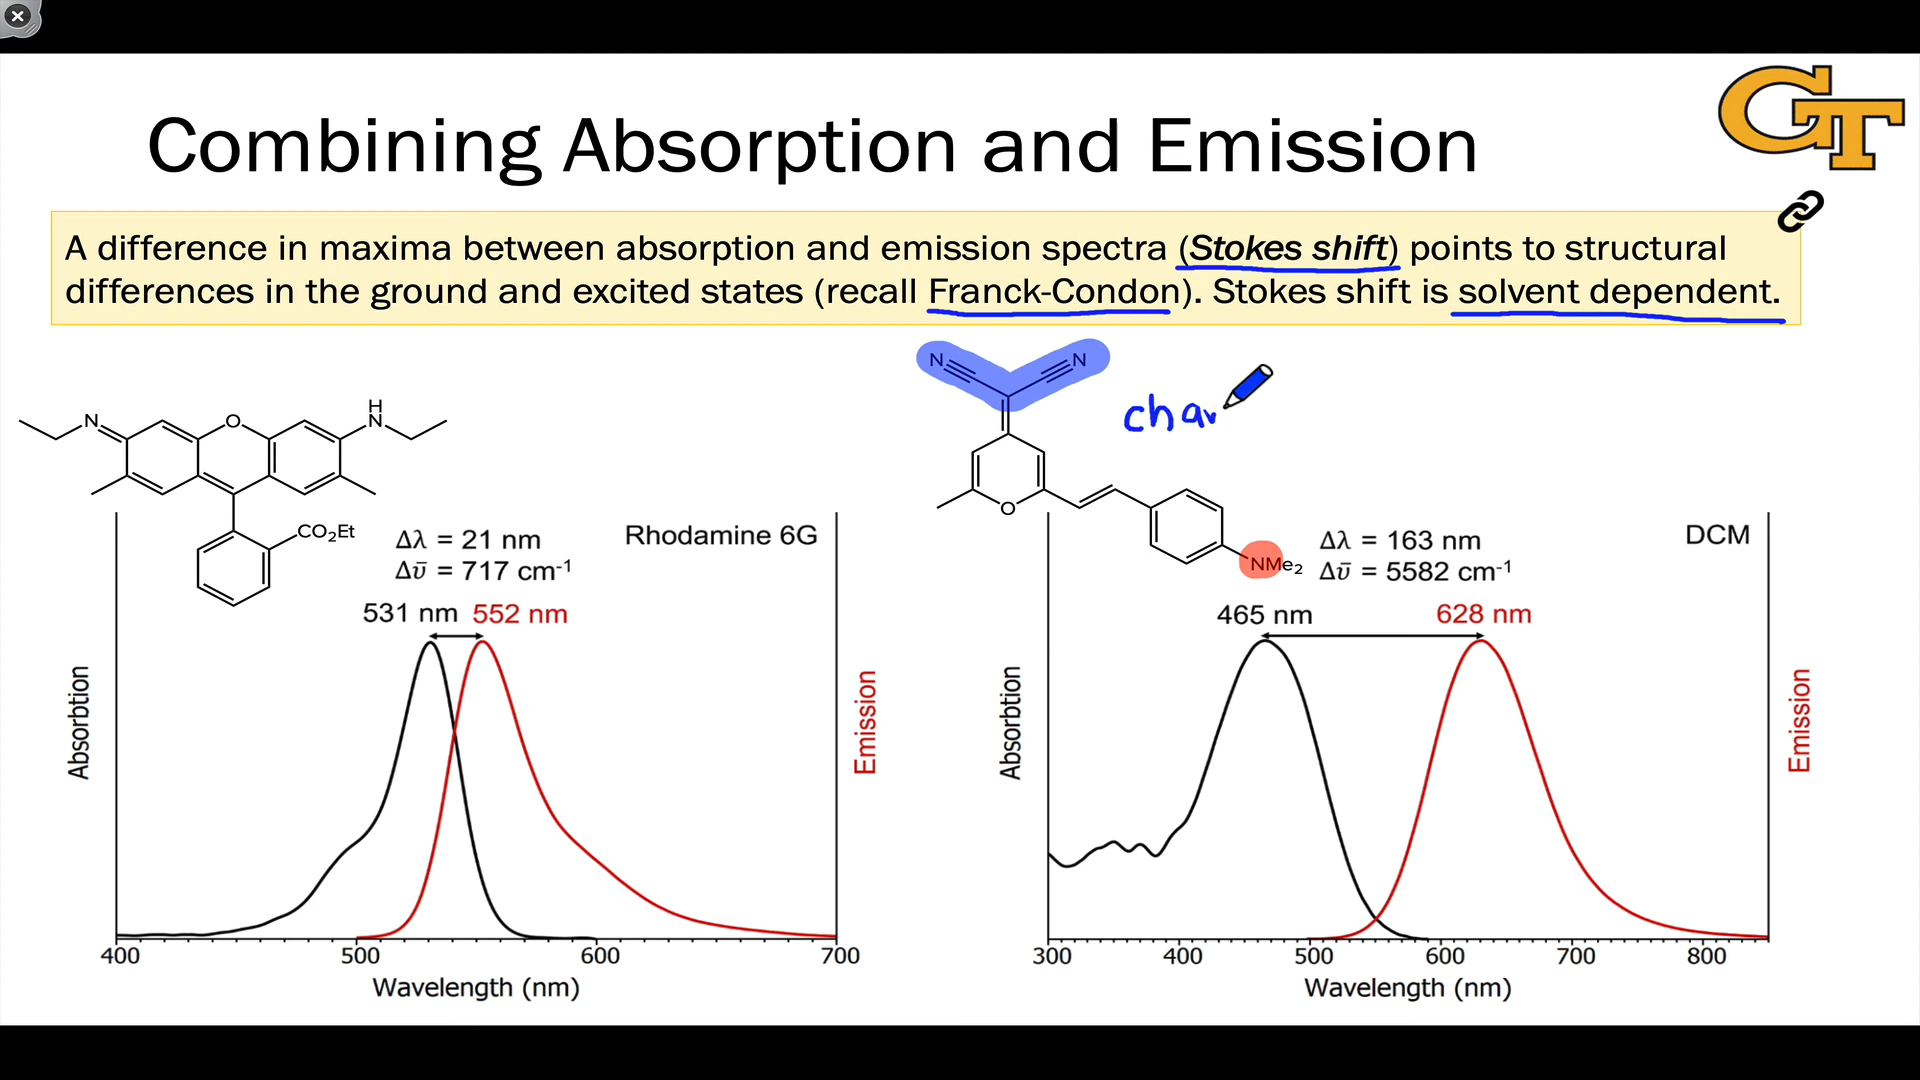 GT
Combining Absorption and Emission
A difference in maxima between absorption and emission spectra (Stokes shift) points to structural
differences in the ground and excited states (recall Franck-Condon). Stokes shift is solvent dependent.
N N
char
N O H
N
CO2Et
O
NMe2
Δλ = 21 nm
Δῡ = 717 cm-1
Rhodamine 6G
531 nm 552 nm
Absorbtion
Emission
400 500 600 700
Wavelength (nm)
Δλ = 163 nm
Δῡ = 5582 cm-1
DCM
465 nm 628 nm
Absorbtion
Emission
300 400 500 600 700 800
Wavelength (nm)